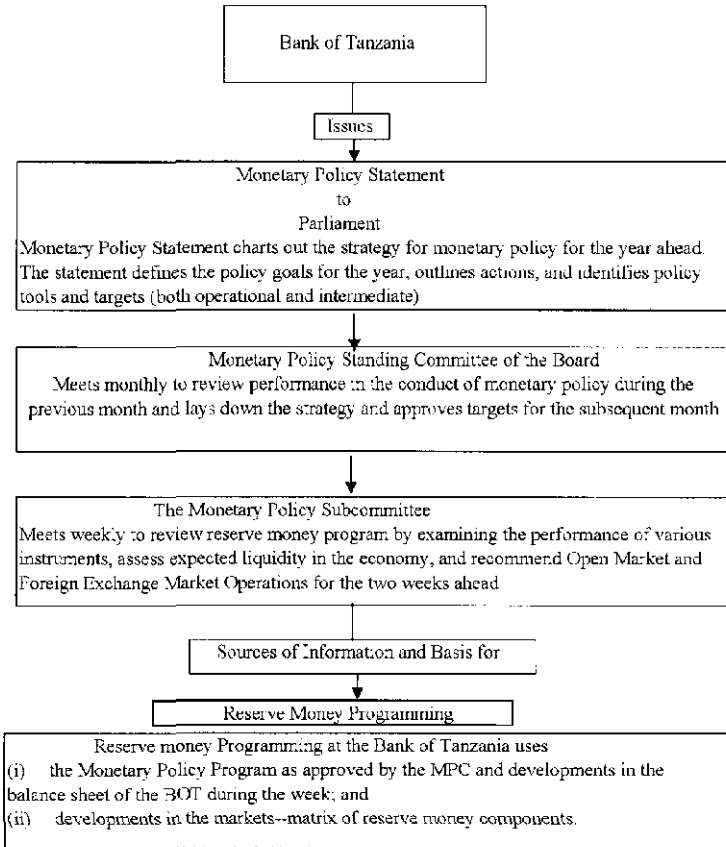 Bank of Tanzania
Issues
Monetary Policy Statement
to
Parliament
Monetary Policy Statement charts out the strategy for monetary policy for the year ahead.
The statement defines the policy goals for the year, outlines actions, and identifies policy
tools and targets (both operational and intermediate)
Monetary Policy Standing Committee of the Board
Meets monthly to review performance in the conduct of monetary policy during the
previous month and lays down the strategy and approves targets for the subsequent month
The Monetary Policy Subcommittee
Meets weekly to review reserve money program by examining the performance of various
instruments, assess expected liquidity in the economy, and recommend Open Market and
Foreign Exchange Market Operations for the two weeks ahead
Sources of Information and Basis for
Reserve Money Programming
Reserve money Programming at the Bank of Tanzania uses
(i) the Monetary Policy Program as approved by the MPC and developments in the
balance sheet of the BOT during the week; and
(ii) developments in the markets--matrix of reserve money components.